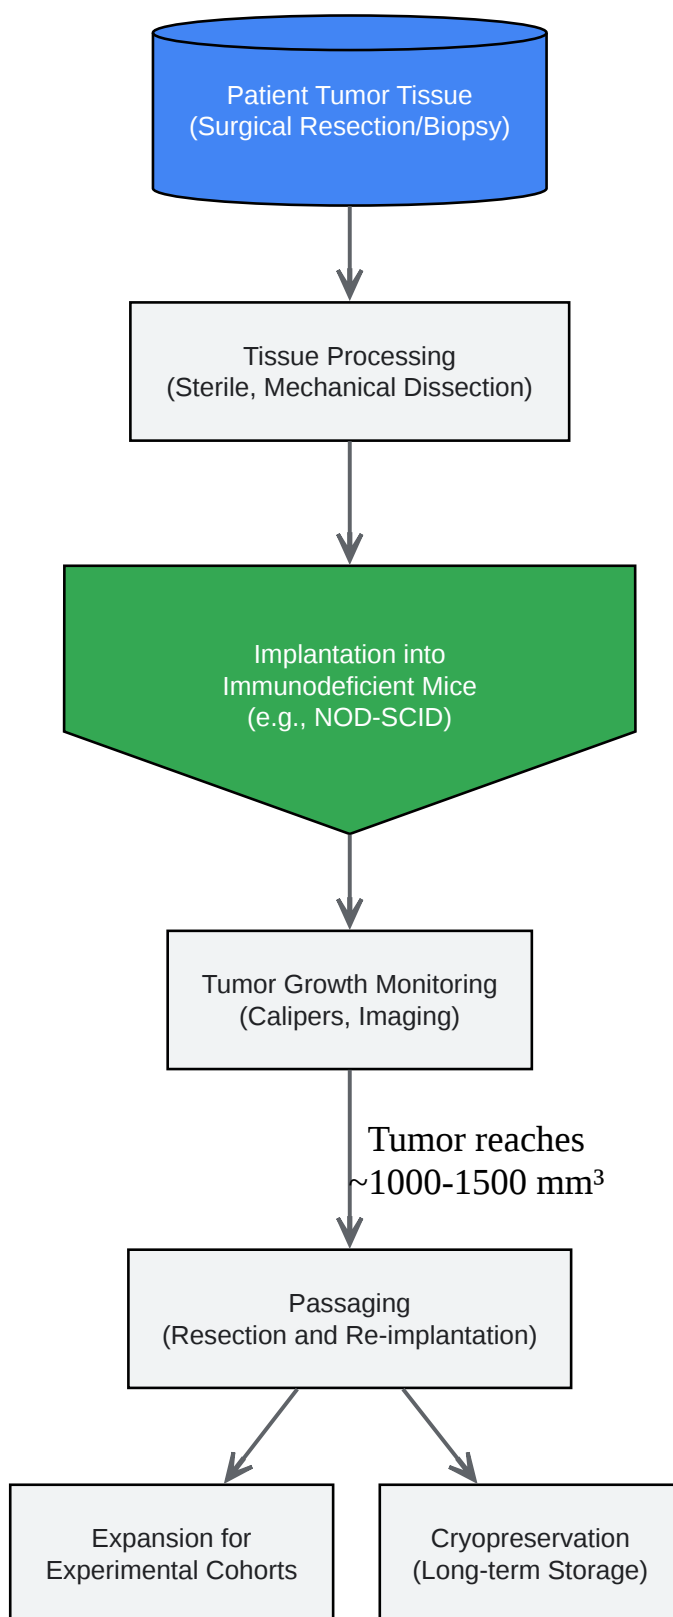 Patient Tumor Tissue
(Surgical Resection/Biopsy)
Tissue Processing
(Sterile, Mechanical Dissection)
Implantation into
Immunodeficient Mice
(e.g., NOD-SCID)
Tumor Growth Monitoring
(Calipers, Imaging)
Tumor reaches
~1000-1500 mm³
Passaging
(Resection and Re-implantation)
Expansion for
Experimental Cohorts
Cryopreservation
(Long-term Storage)